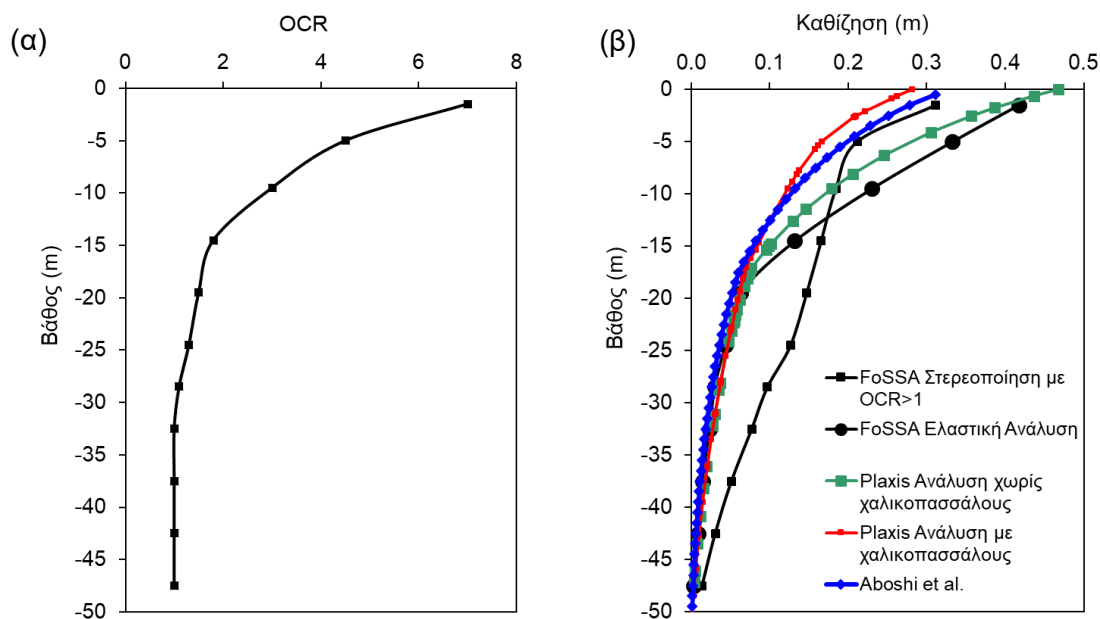 (α)
OCR
0 2 4 6 8
0
-5
-10
-15
-20
-25
-30
-35
-40
-45
-50
Βάθος (m)
(β)
Καθίζηση (m)
0.0 0.1 0.2 0.3 0.4 0.5
0
-5
-10
-15
-20
-25
-30
-35
-40
-45
-50
Βάθος (m)
FoSSA Στερεοποίηση με
OCR>1
FoSSA Ελαστική Ανάλυση
Plaxis Ανάλυση χωρίς
χαλικοπασσάλους
Plaxis Ανάλυση με
χαλικοπασσάλους
Aboshi et al.